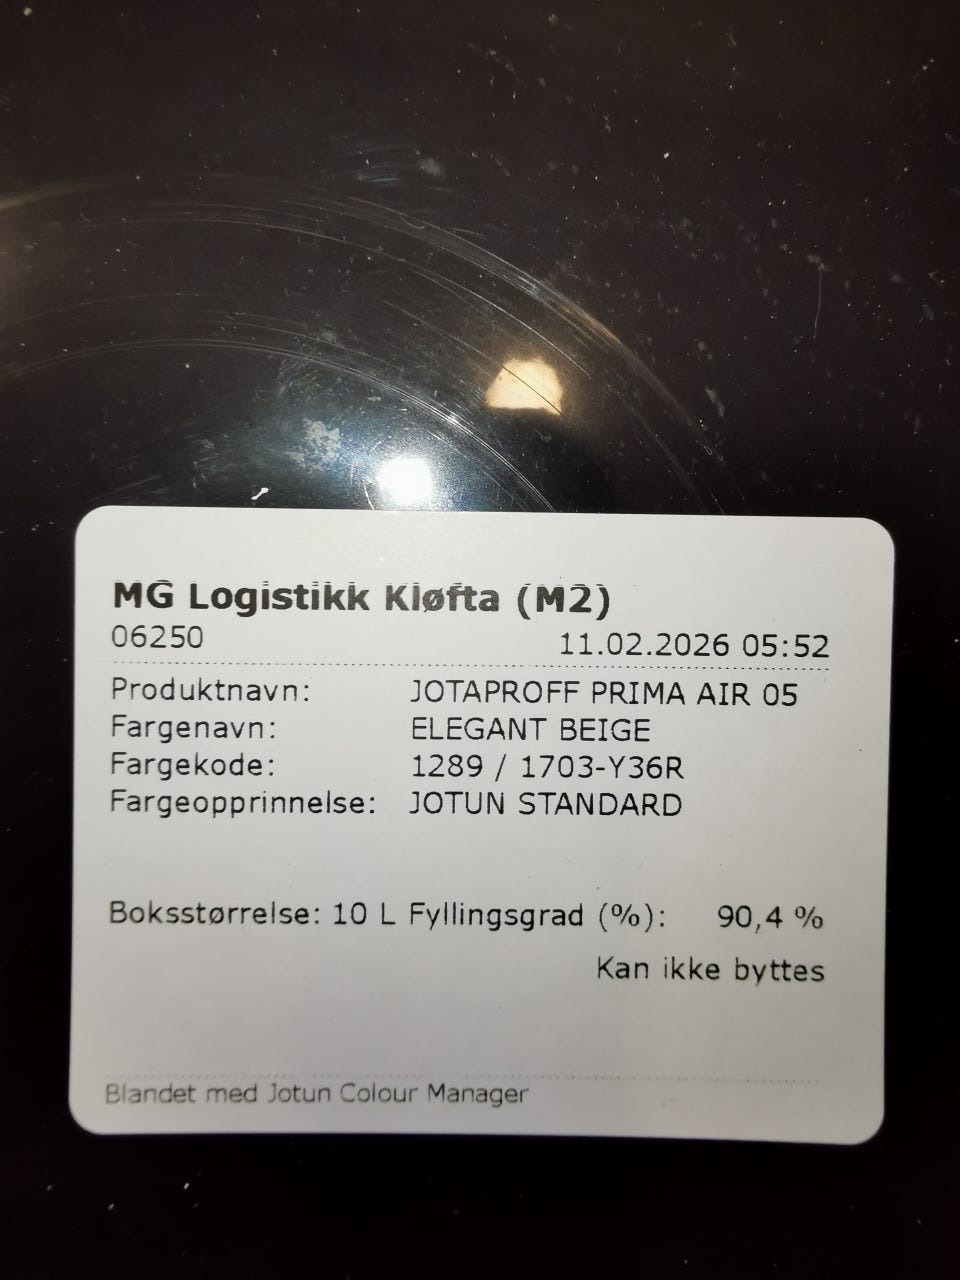 MG Logistikk Kløfta (M2)
06250 11.02.2026 05:52
Produktnavn: JOTAPROFF PRIMA AIR 05
Fargenavn: ELEGANT BEIGE
Fargekode: 1289 / 1703-Y36R
Fargeopprinnelse: JOTUN STANDARD
Boksstørrelse: 10 L Fyllingsgrad (%): 90,4 %
Kan ikke byttes
Blandet med Jotun Colour Manager